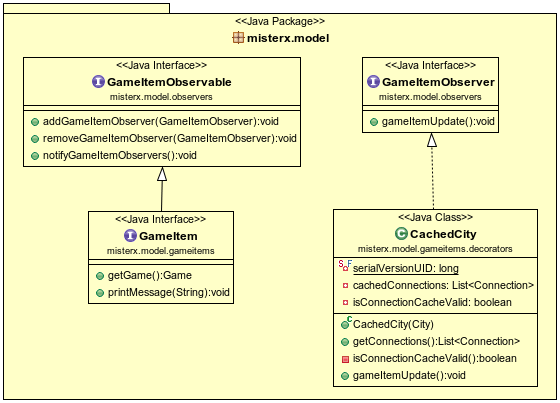 <<Java Package>>
misterx.model
<<Java Interface>>
GameItemObservable
misterx.model.observers
addGameItemObserver(GameItemObserver):void
removeGameItemObserver(GameItemObserver):void
notifyGameItemObservers():void
<<Java Interface>>
GameItemObserver
misterx.model.observers
gameItemUpdate():void
<<Java Interface>>
GameItem
misterx.model.gameitems
getGame():Game
printMessage(String):void
<<Java Class>>
CachedCity
misterx.model.gameitems.decorators
serialVersionUID: long
cachedConnections: List<Connection>
isConnectionCacheValid: boolean
CachedCity(City)
getConnections():List<Connection>
isConnectionCacheValid():boolean
gameItemUpdate():void